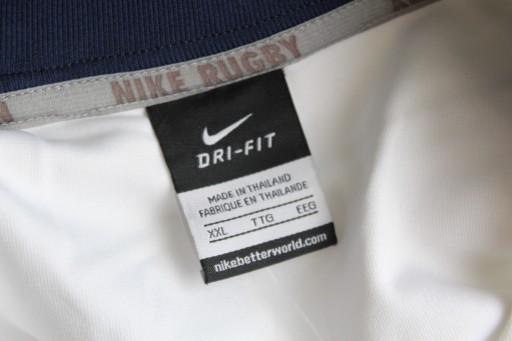 NIKE RUGBY
DRI-FIT
MADE IN THAILAND
FABRIQUE EN THAILANDE
XXL TTG EEG
nikebetterworld.com